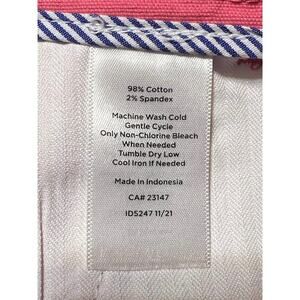 98% Cotton
2% Spandex
Machine Wash Cold
Gentle Cycle
Only Non-Chlorine Bleach
When Needed
Tumble Dry Low
Cool Iron If Needed
Made In Indonesia
CA# 23147
IDS247 11/21